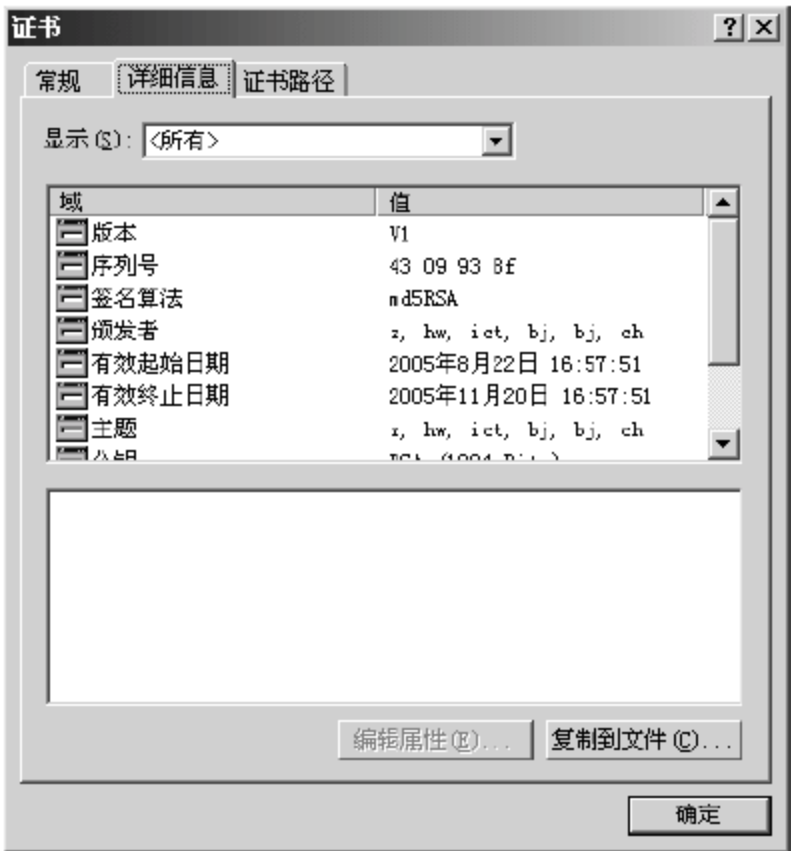 证书
常规 详细信息 证书路径
显示(S): <所有>
域 值
版本 V1
序列号 43 09 93 8f
签名算法 md5RSA
颁发者 z, hw, ict, bj, bj, ch
有效起始日期 2005年8月22日 16:57:51
有效终止日期 2005年11月20日 16:57:51
主题 z, hw, ict, bj, bj, ch
编辑属性(E)... 复制到文件(C)...
确定